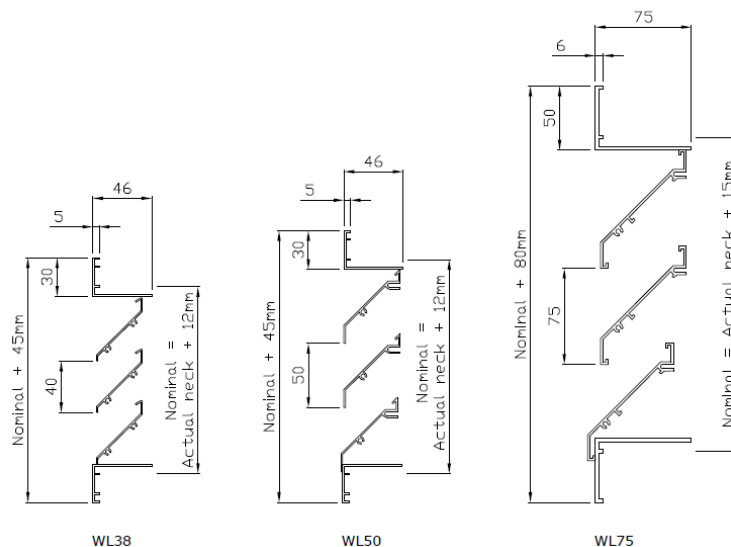 46
5
30
Nominal + 45mm
40
Nominal =
Actual neck + 12mm
WL38
46
5
30
Nominal + 45mm
50
Nominal =
Actual neck + 12mm
WL50
75
6
50
Nominal + 80mm
75
Nominal = Actual neck + 15mm
WL75